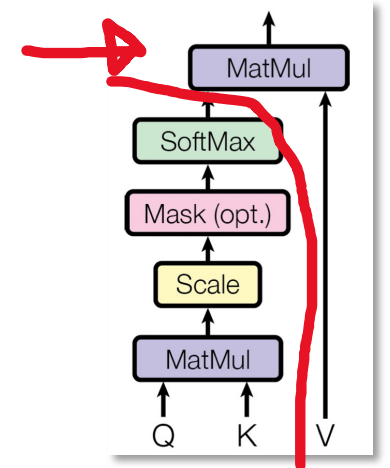 MatMul
SoftMax
Mask (opt.)
Scale
MatMul
Q K V